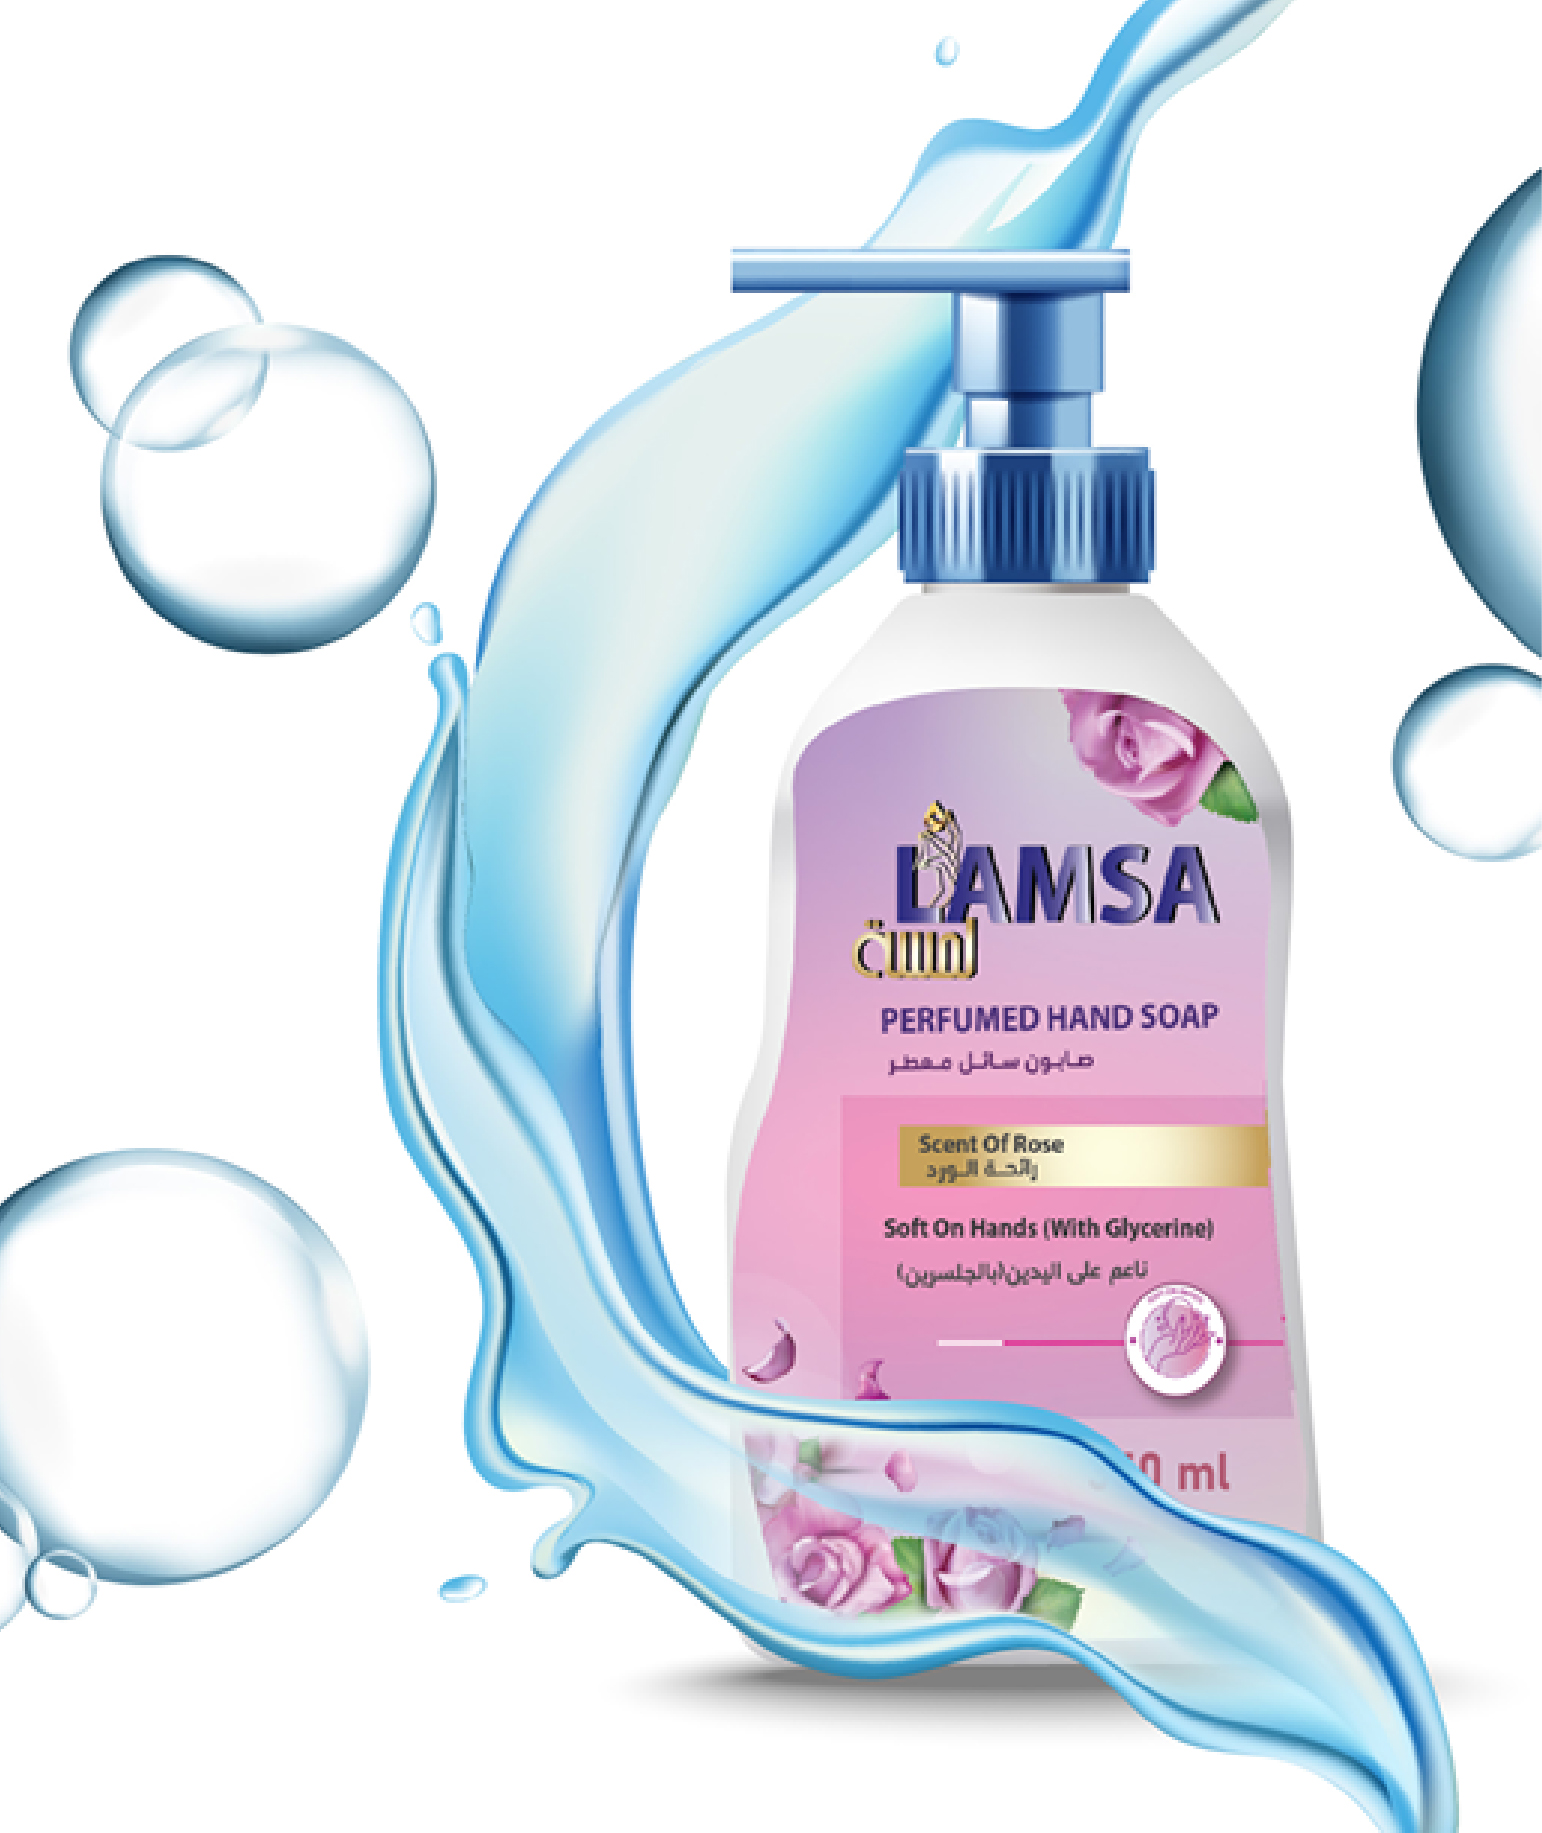 LAMSA
لمسة
PERFUMED HAND SOAP
صابون سائل معطر
Scent Of Rose
رائحة الورد
Soft On Hands (With Glycerine)
ناعم على اليدين(بالجلسرين)
ml